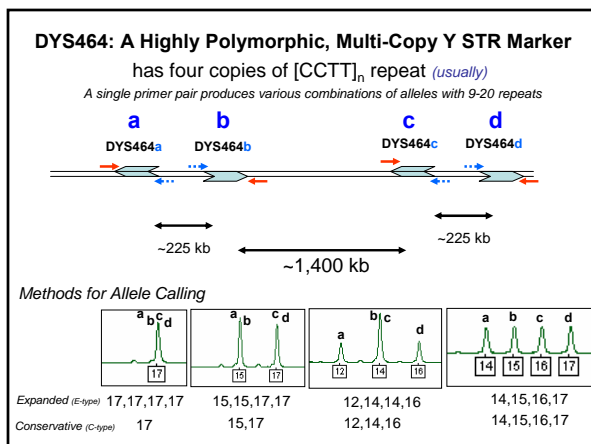 DYS464: A Highly Polymorphic, Multi-Copy Y STR Marker
has four copies of [CCTT]n repeat (usually)
A single primer pair produces various combinations of alleles with 9-20 repeats
a b c d
DYS464a DYS464b DYS464c DYS464d
~225 kb ~225 kb
~1,400 kb
Methods for Allele Calling
a b c d
17
a b c d
15 17
a b c d
12 14 16
a b c d
14 15 16 17
Expanded (E-type) 17,17,17,17 15,15,17,17 12,14,14,16 14,15,16,17
Conservative (C-type) 17 15,17 12,14,16 14,15,16,17